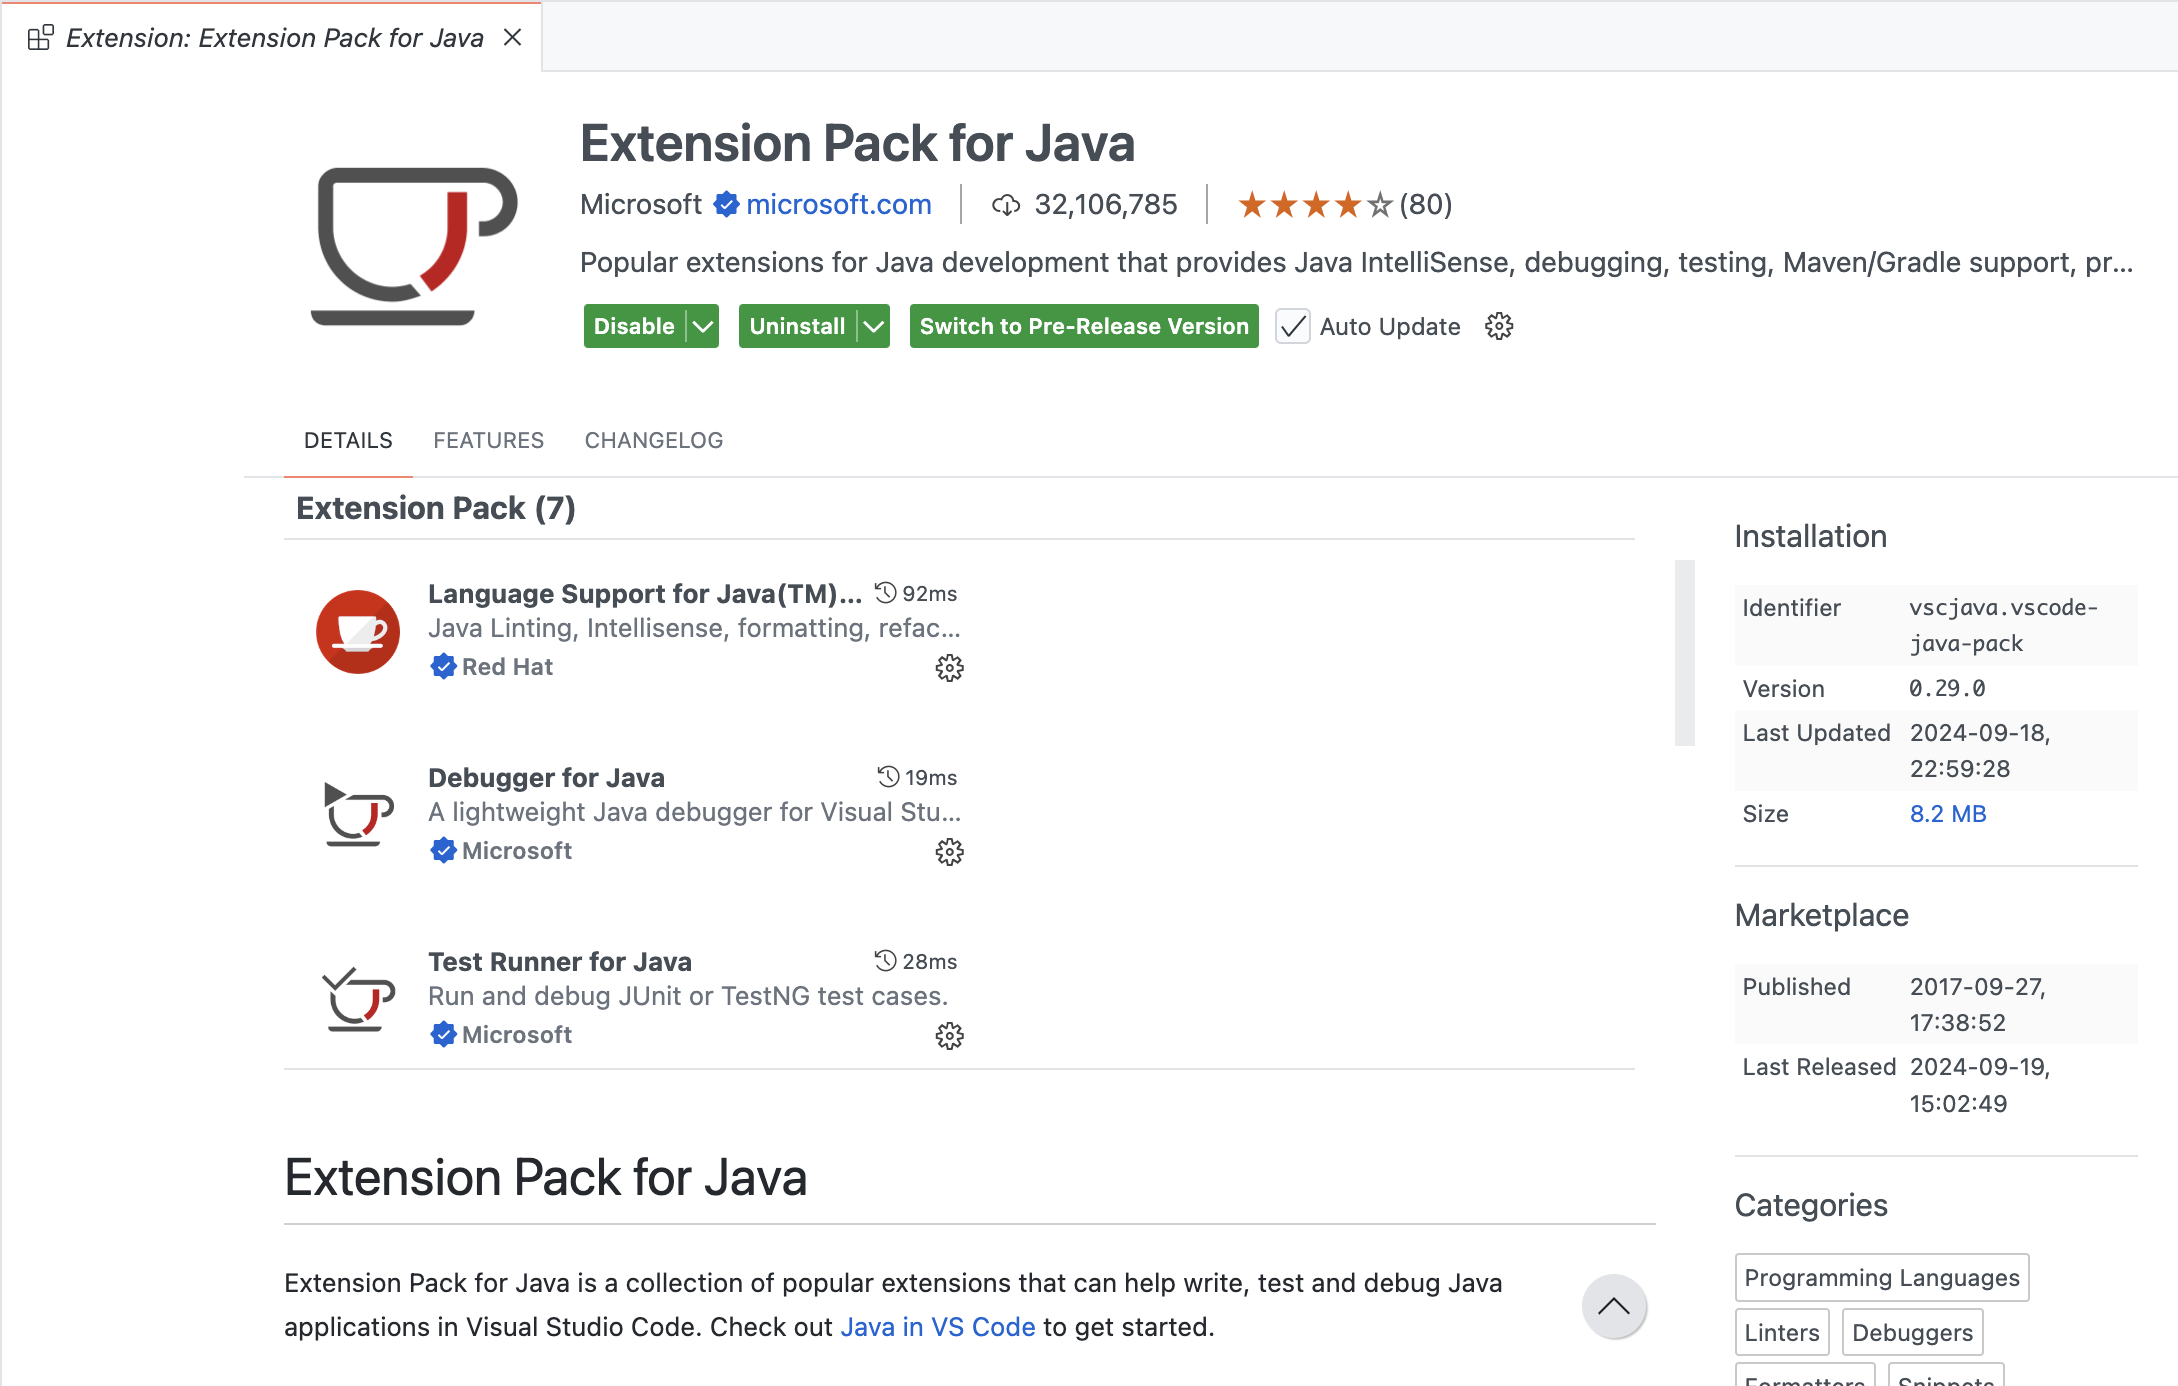 Extension: Extension Pack for Java
Extension Pack for Java
Microsoft microsoft.com 32,106,785 (80)
Popular extensions for Java development that provides Java IntelliSense, debugging, testing, Maven/Gradle support, pr...
Disable Uninstall Switch to Pre-Release Version Auto Update
DETAILS FEATURES CHANGELOG
Extension Pack (7)
Language Support for Java(TM)... 92ms
Java Linting, Intellisense, formatting, refac...
Red Hat
Debugger for Java 19ms
A lightweight Java debugger for Visual Stu...
Microsoft
Test Runner for Java 28ms
Run and debug JUnit or TestNG test cases.
Microsoft
Extension Pack for Java
Extension Pack for Java is a collection of popular extensions that can help write, test and debug Java
applications in Visual Studio Code. Check out Java in VS Code to get started.
Installation
Identifier vscjava.vscode-
java-pack
Version 0.29.0
Last Updated 2024-09-18,
22:59:28
Size 8.2 MB
Marketplace
Published 2017-09-27,
17:38:52
Last Released 2024-09-19,
15:02:49
Categories
Programming Languages
Linters Debuggers
Formatters Snippets